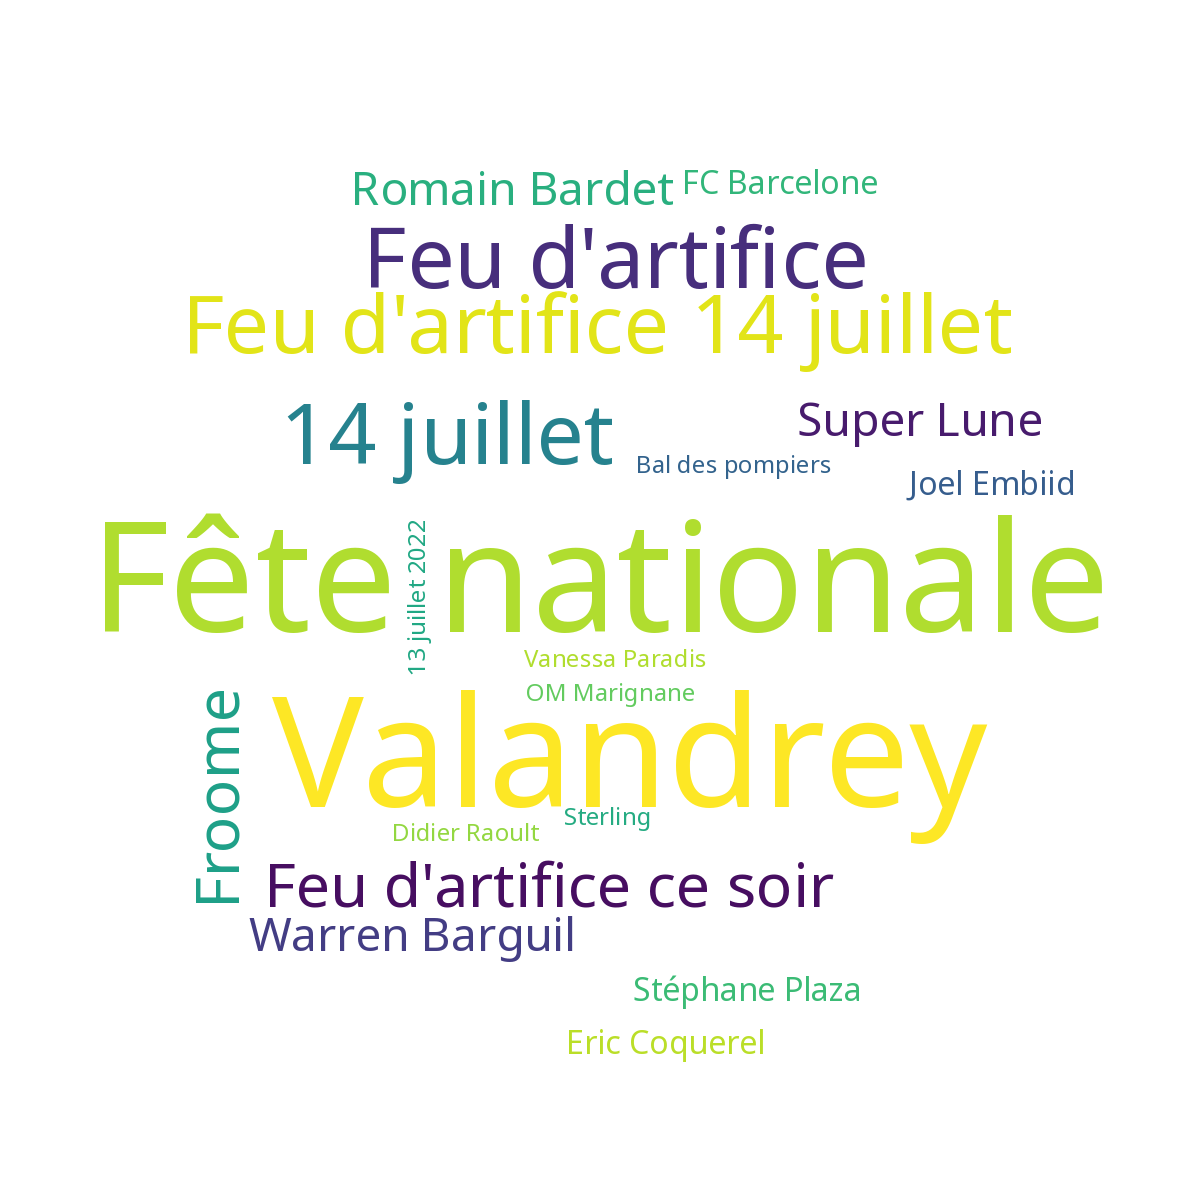 Romain Bardet
FC Barcelone
Feu d'artifice
Feu d'artifice 14 juillet
14 juillet
Super Lune
Bal des pompiers
Joel Embiid
Fête nationale
13 juillet 2022
Vanessa Paradis
OM Marignane
Valandrey
Froome
Sterling
Didier Raoult
Feu d'artifice ce soir
Warren Barguil
Stéphane Plaza
Eric Coquerel